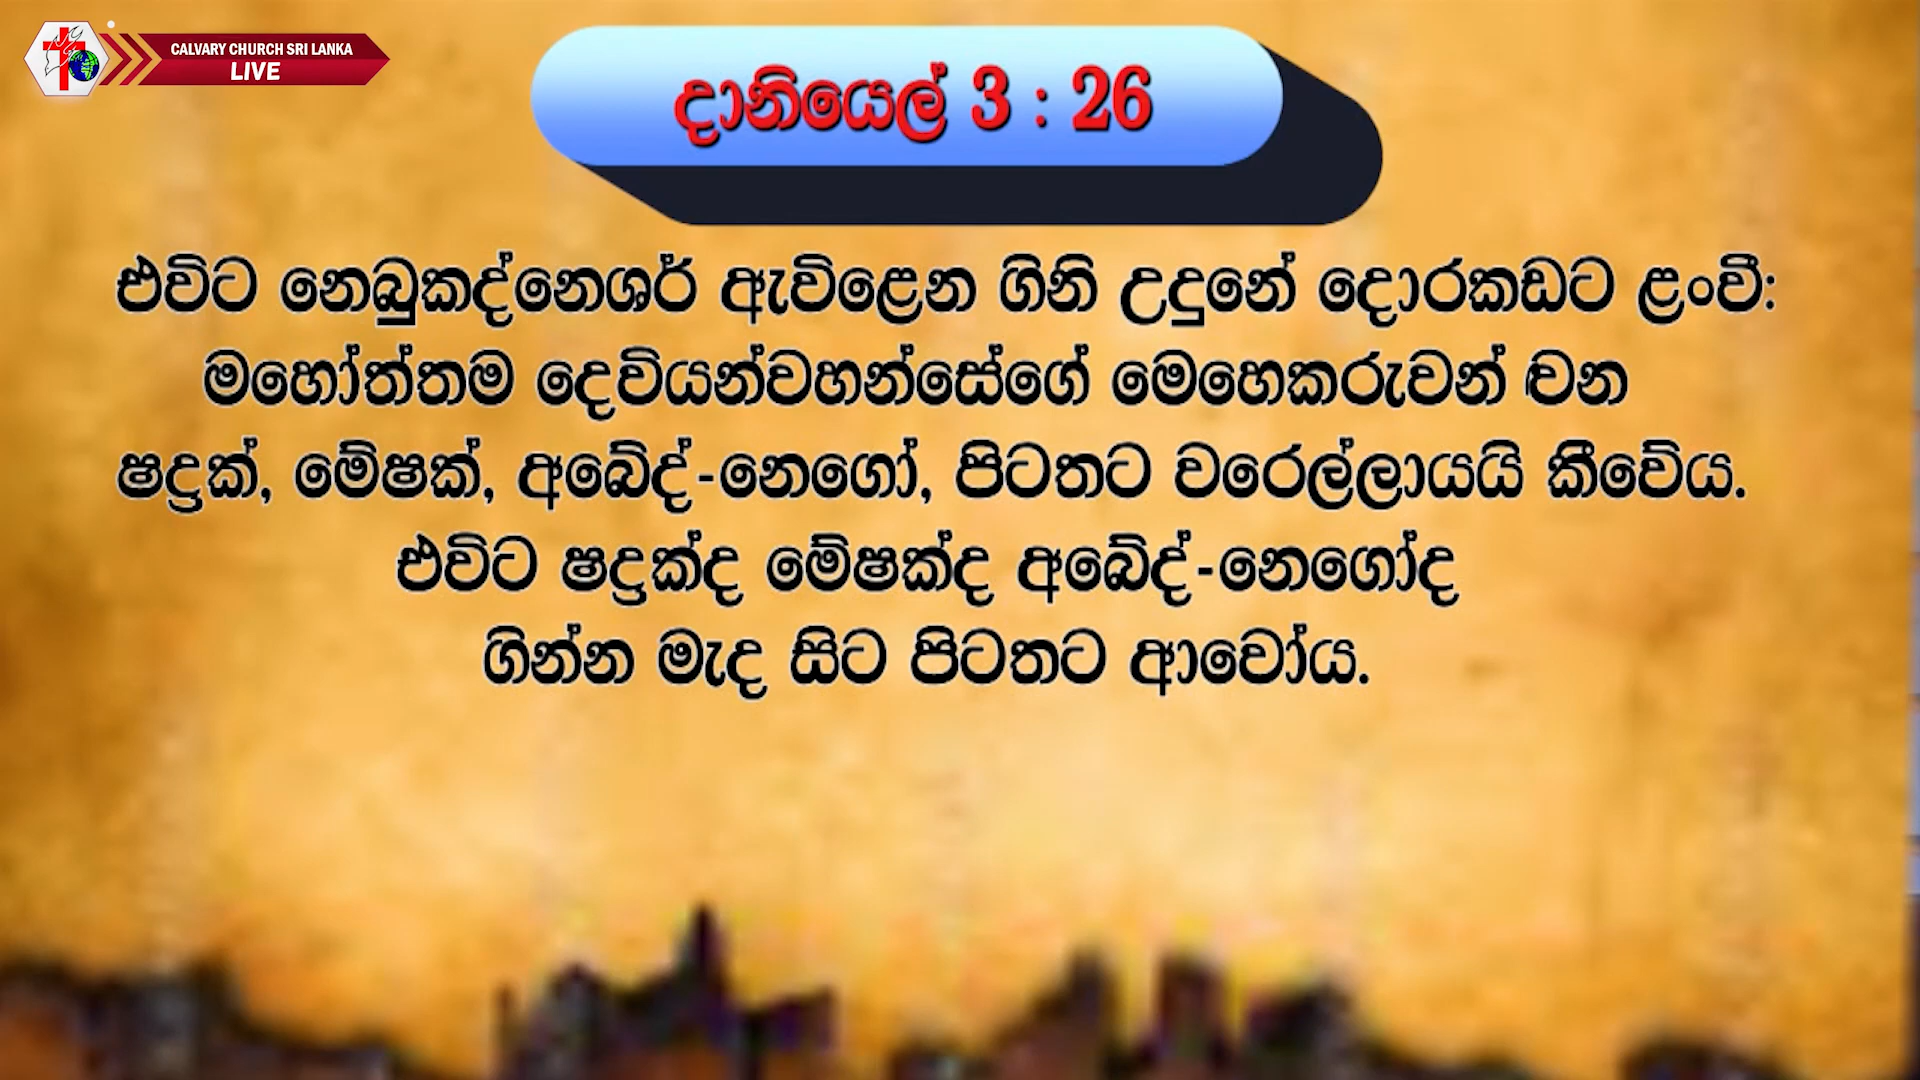 CALVARY CHURCH SRI LANKA
LIVE
දානියෙල් 3 : 26
එවිට නෙබුකද්නෙශර් ඇවිළෙන ගිනි උදුනේ දොරකඩට ළංවී:
මහෝත්තම දෙවියන්වහන්සේගේ මෙහෙකරුවන් වන
ෂද්‍රක්, මේෂක්, අබේද්-නෙගෝ, පිටතට වරෙල්ලායයි කීවේය.
එවිට ෂද්‍රක්ද මේෂක්ද අබේද්-නෙගෝද
ගින්න මැද සිට පිටතට ආවෝය.